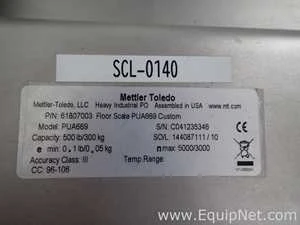 SCL-0140
Mettler Toledo
Mettler-Toledo, LLC Heavy Industrial PO Assembled in USA www.mt.com
P/N: 61807003 Floor Scale PUA669 Custom
Model: PUA669 S/N: C041235346
Capacity: 500 lb/300 kg SO/L: 144087111 / 10
e min: 0.1 lb/0.05 kg n max: 5000/3000
Accuracy Class: III Temp.Range:
CC: 96-106
www.EquipNet.com